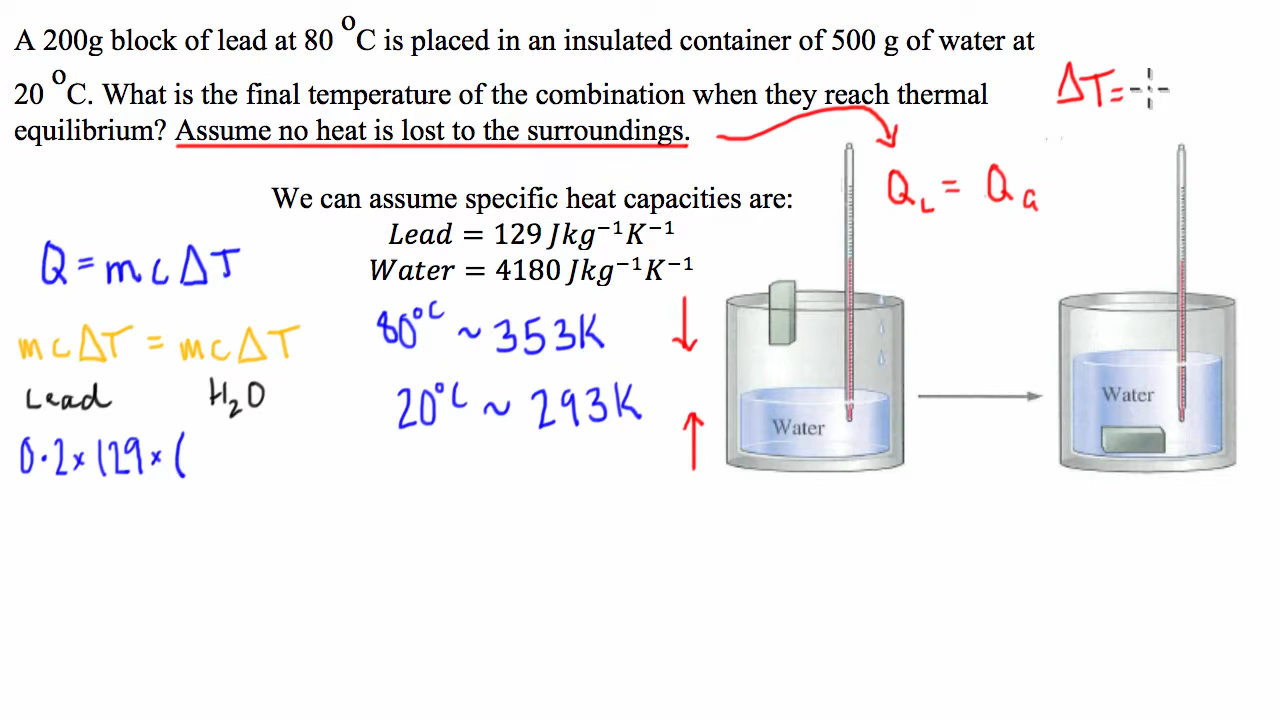 A 200g block of lead at 80 °C is placed in an insulated container of 500 g of water at
20 °C. What is the final temperature of the combination when they reach thermal
equilibrium? Assume no heat is lost to the surroundings.
ΔT=
Q_L = Q_G
We can assume specific heat capacities are:
Lead = 129 Jkg⁻¹K⁻¹
Water = 4180 Jkg⁻¹K⁻¹
Q = mcΔT
mcΔT = mcΔT
Lead H₂O
0.2 × 129 × (
80°C ~ 353K
20°C ~ 293K
Water
Water